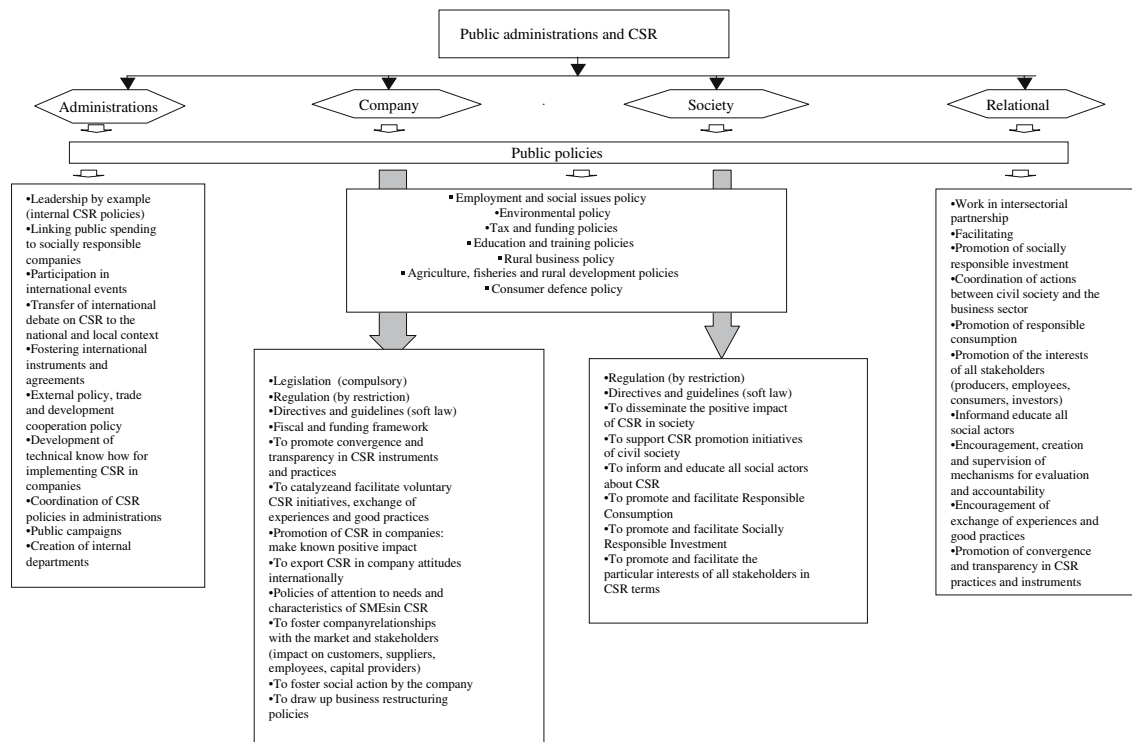 Public administrations and CSR
Administrations
Company
Society
Relational
Public policies
•Leadership by example
(internal CSR policies)
•Linking public spending
to socially responsible
companies
•Participation in
international events
•Transfer of international
debate on CSR to the
national and local context
•Fostering international
instruments and
agreements
•External policy, trade
and development
cooperation policy
•Development of
technical know how for
implementing CSR in
companies
•Coordination of CSR
policies in administrations
•Public campaigns
•Creation of internal
departments
▪Employment and social issues policy
•Environmental policy
•Tax and funding policies
▪Education and training policies
▪Rural business policy
▪Agriculture, fisheries and rural development policies
▪Consumer defence policy
•Legislation (compulsory)
•Regulation (by restriction)
•Directives and guidelines (soft law)
•Fiscal and funding framework
•To promote convergence and
transparency in CSR instruments
and practices
•To catalyzeand facilitate voluntary
CSR initiatives, exchange of
experiences and good practices
•Promotion of CSR in companies:
make known positive impact
•To export CSR in company attitudes
internationally
•Policies of attention to needs and
characteristics of SMEsin CSR
•To foster companyrelationships
with the market and stakeholders
(impact on customers, suppliers,
employees, capital providers)
•To foster social action by the company
•To draw up business restructuring
policies
•Regulation (by restriction)
•Directives and guidelines (soft law)
•To disseminate the positive impact
of CSR in society
•To support CSR promotion initiatives
of civil society
•To inform and educate all social actors
about CSR
•To promote and facilitate Responsible
Consumption
•To promote and facilitate Socially
Responsible Investment
•To promote and facilitate the
particular interests of all stakeholders in
CSR terms
•Work in intersectorial
partnership
•Facilitating
•Promotion of socially
responsible investment
•Coordination of actions
between civil society and the
business sector
•Promotion of responsible
consumption
•Promotion of the interests
of all stakeholders
(producers, employees,
consumers, investors)
•Informand educate all
social actors
•Encouragement, creation
and supervision of
mechanisms for evaluation
and accountability
•Encouragement of
exchange of experiences and
good practices
•Promotion of convergence
and transparency in CSR
practices and instruments